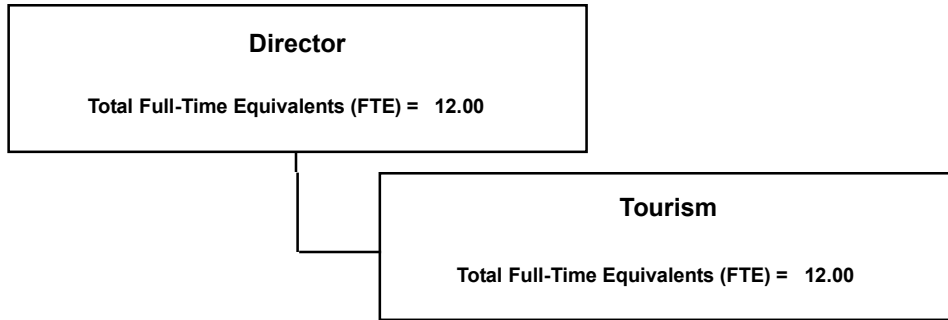 Director
Total Full-Time Equivalents (FTE) = 12.00
Tourism
Total Full-Time Equivalents (FTE) = 12.00